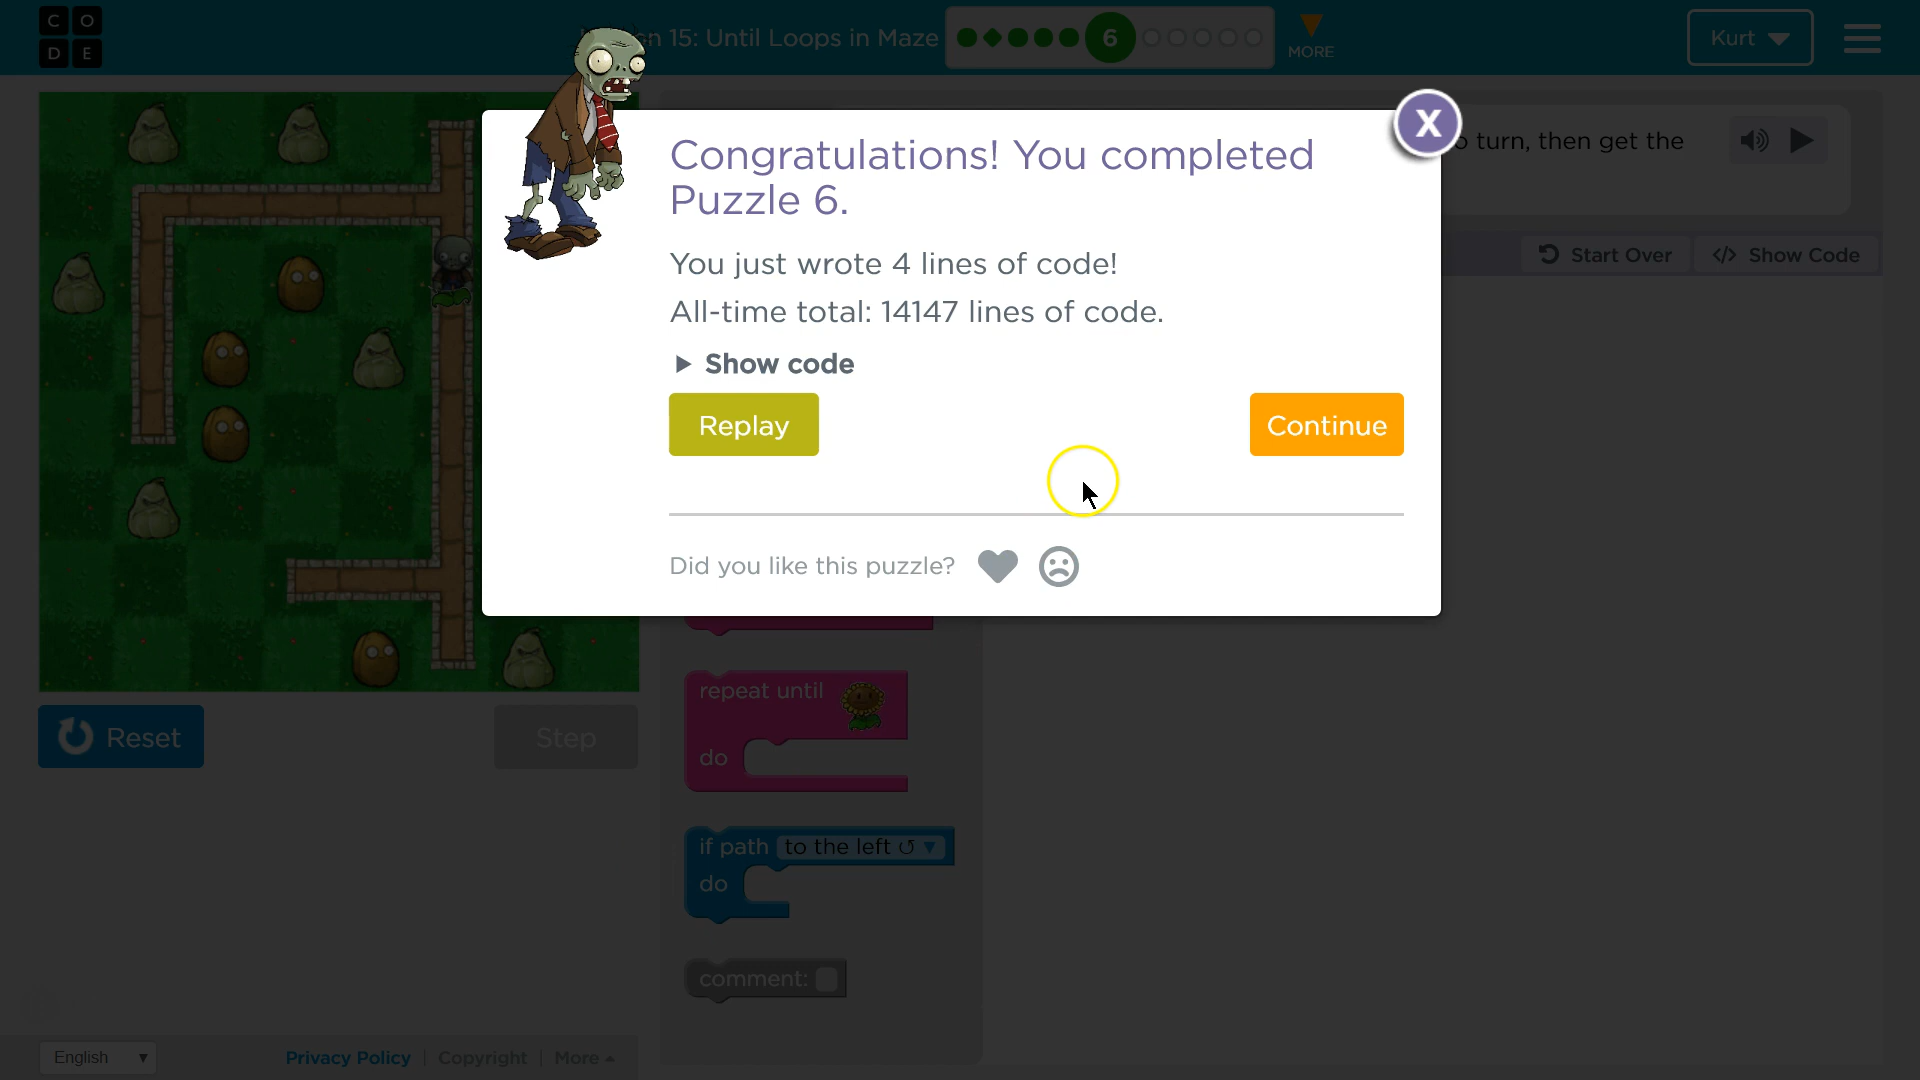 C O
D E
n 15: Until Loops in Maze
6
MORE
Kurt
X
o turn, then get the
Start Over
</> Show Code
Congratulations! You completed
Puzzle 6.
You just wrote 4 lines of code!
All-time total: 14147 lines of code.
Show code
Replay
Continue
Did you like this puzzle?
Reset
Step
repeat until
do
if path to the left ↺
do
comment:
English
Privacy Policy | Copyright | More